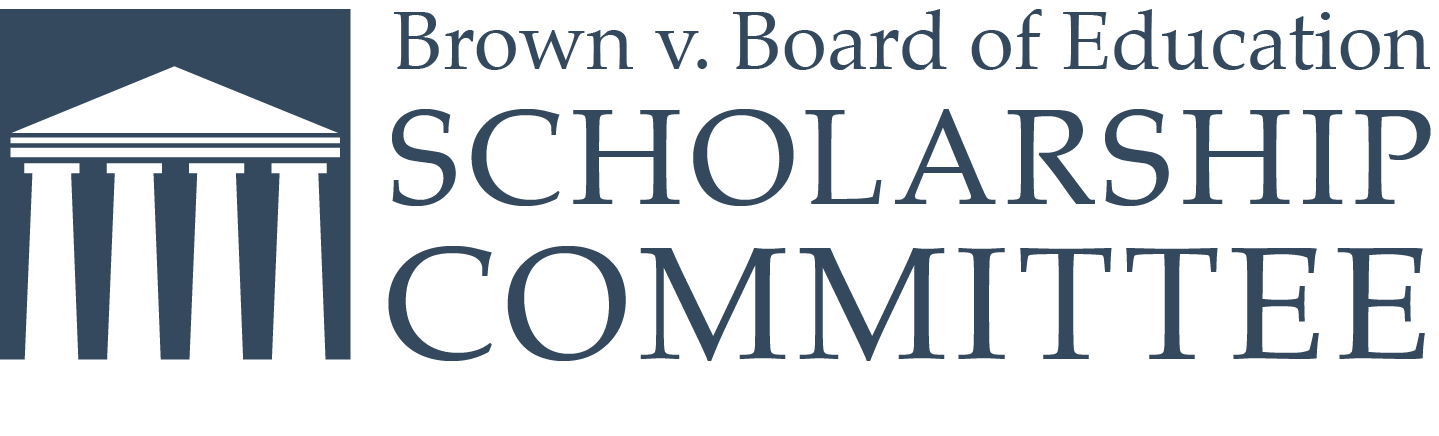 Brown v. Board of Education
SCHOLARSHIP
COMMITTEE